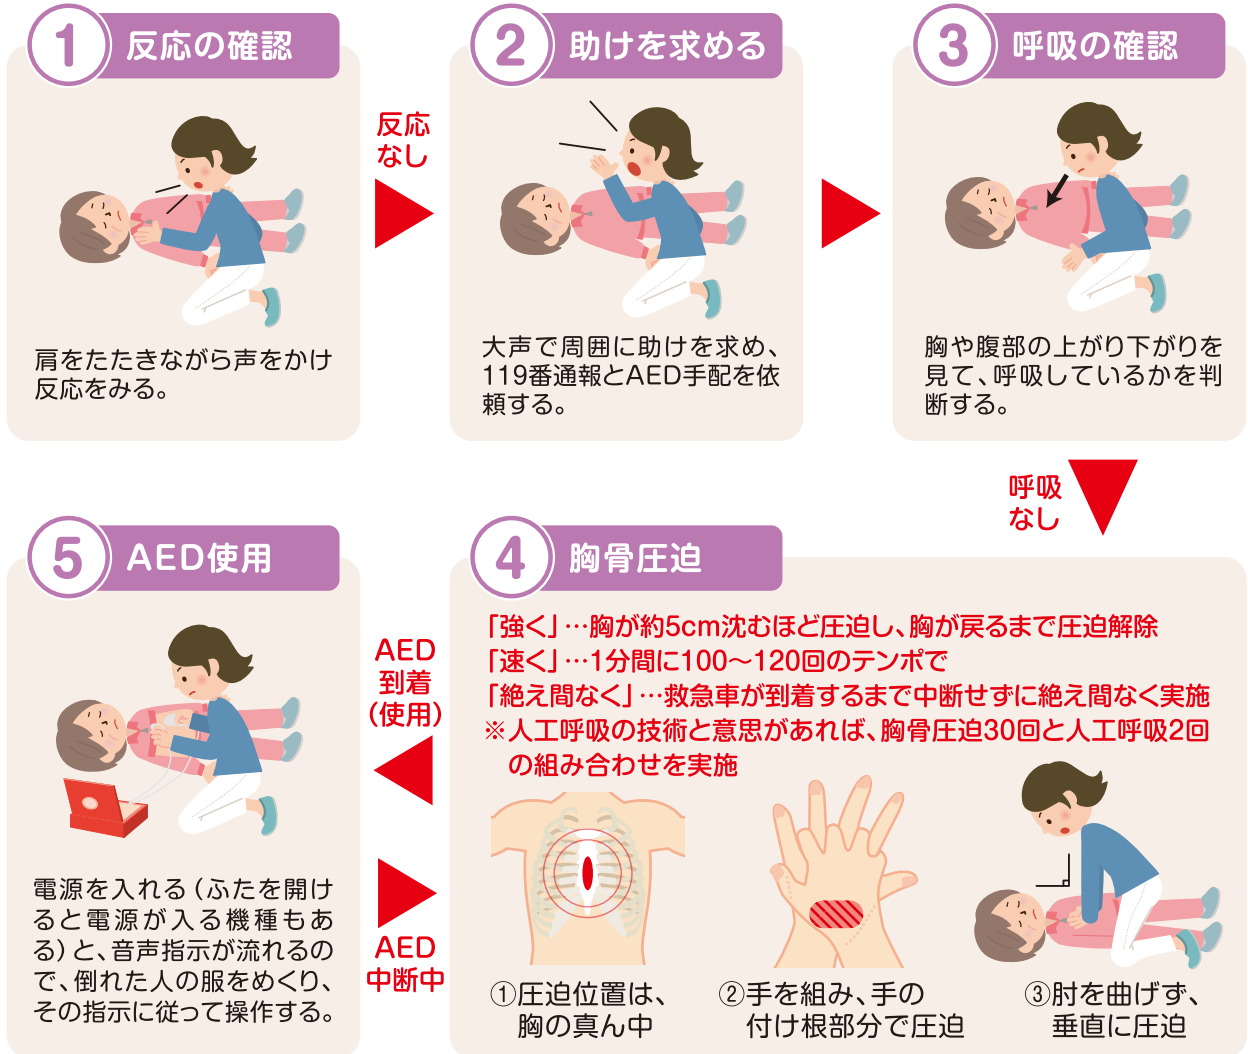 1 反応の確認
肩をたたきながら声をかけ
反応をみる。
反応
なし
2 助けを求める
大声で周囲に助けを求め、
119番通報とAED手配を依
頼する。
3 呼吸の確認
胸や腹部の上がり下がりを
見て、呼吸しているかを判
断する。
呼吸
なし
4 胸骨圧迫
「強く」…胸が約5cm沈むほど圧迫し、胸が戻るまで圧迫解除
「速く」…1分間に100～120回のテンポで
「絶え間なく」…救急車が到着するまで中断せずに絶え間なく実施
※人工呼吸の技術と意思があれば、胸骨圧迫30回と人工呼吸2回
の組み合わせを実施
①圧迫位置は、
胸の真ん中
②手を組み、手の
付け根部分で圧迫
③肘を曲げず、
垂直に圧迫
AED
到着
（使用）
5 AED使用
電源を入れる（ふたを開け
ると電源が入る機種もあ
る）と、音声指示が流れるの
で、倒れた人の服をめくり、
その指示に従って操作する。
AED
中断中